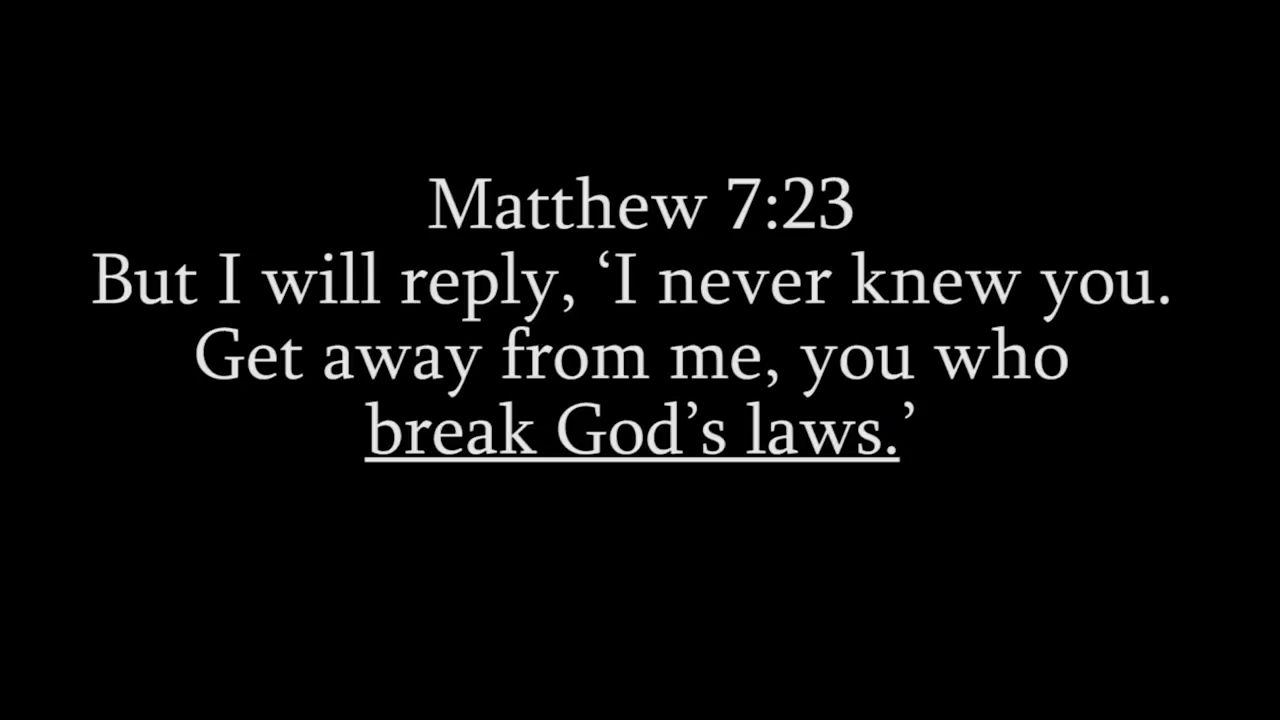 Matthew 7:23
But I will reply, ‘I never knew you.
Get away from me, you who
break God’s laws.’